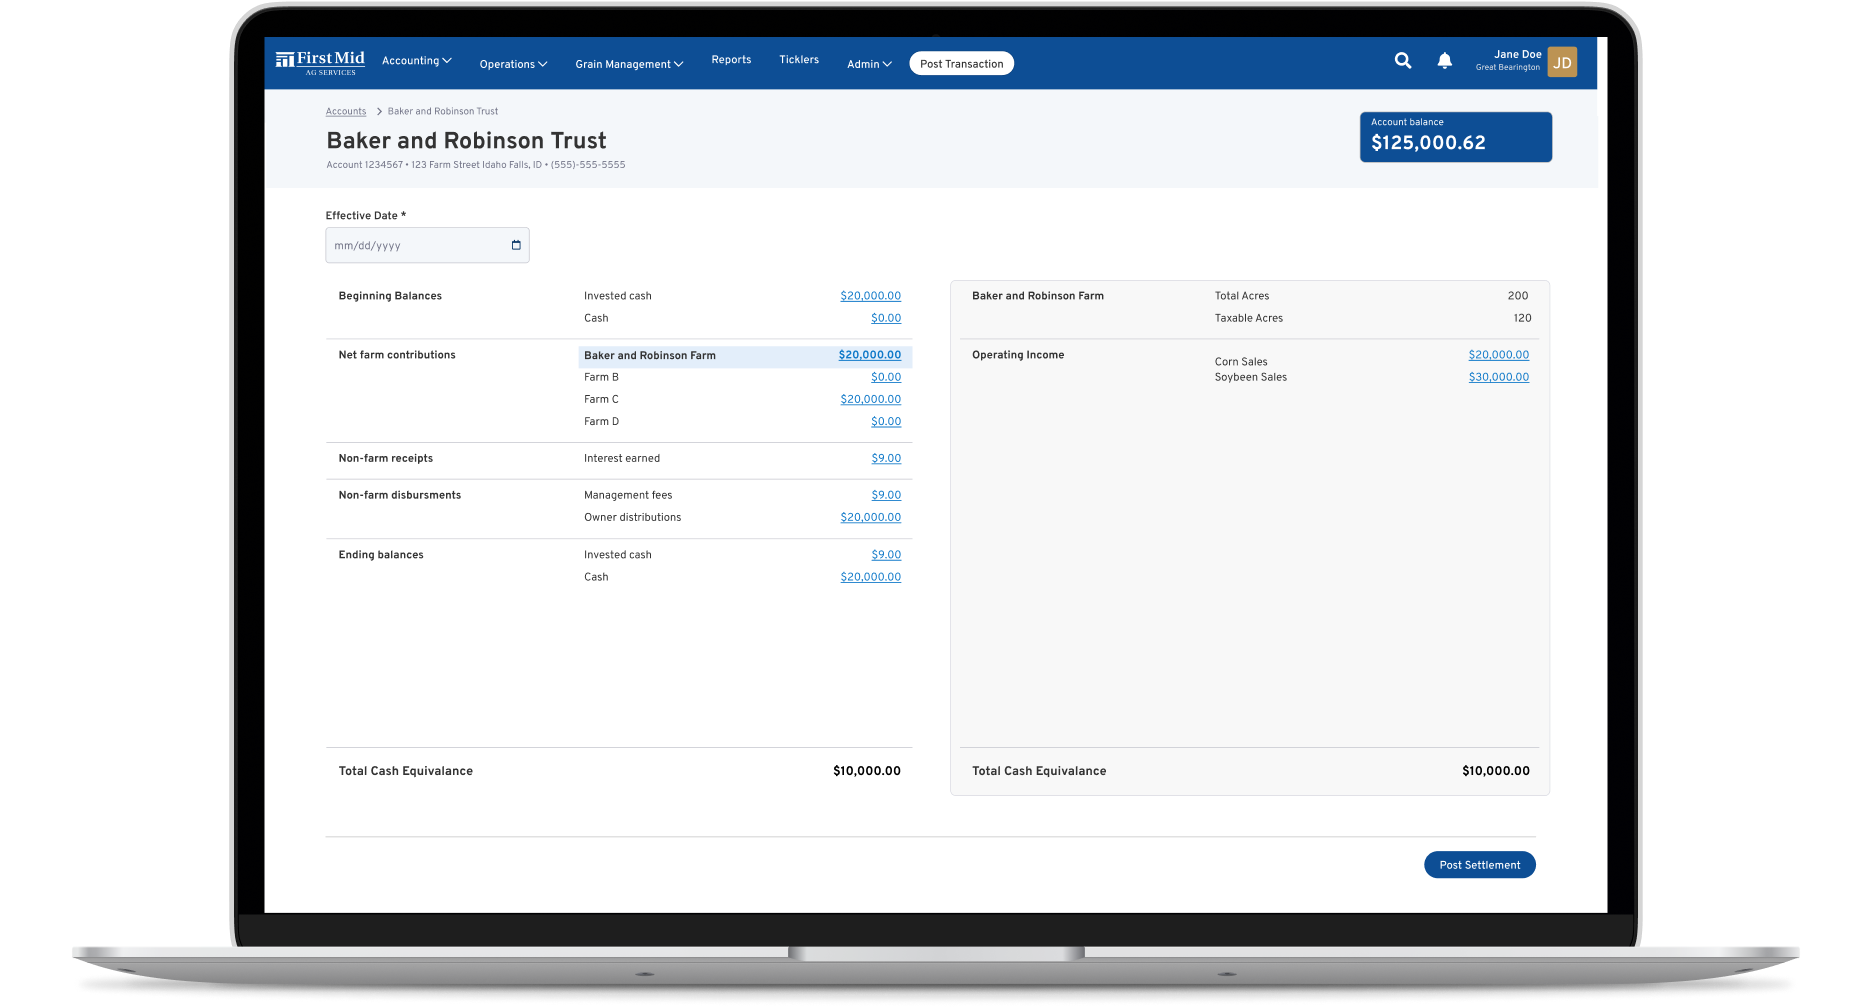 First Mid
AG SERVICES
Accounting
Operations
Grain Management
Reports
Ticklers
Admin
Post Transaction
Jane Doe
Great Bearington
JD
Accounts > Baker and Robinson Trust
Baker and Robinson Trust
Account 1234567 • 123 Farm Street Idaho Falls, ID • (555)-555-5555
Account balance
$125,000.62
Effective Date *
mm/dd/yyyy
Beginning Balances Invested cash $20,000.00
Cash $0.00
Net farm contributions Baker and Robinson Farm $20,000.00
Farm B $0.00
Farm C $20,000.00
Farm D $0.00
Non-farm receipts Interest earned $9.00
Non-farm disbursments Management fees $9.00
Owner distributions $20,000.00
Ending balances Invested cash $9.00
Cash $20,000.00
Total Cash Equivalance $10,000.00
Baker and Robinson Farm Total Acres 200
Taxable Acres 120
Operating Income Corn Sales $20,000.00
Soybeen Sales $30,000.00
Total Cash Equivalance $10,000.00
Post Settlement